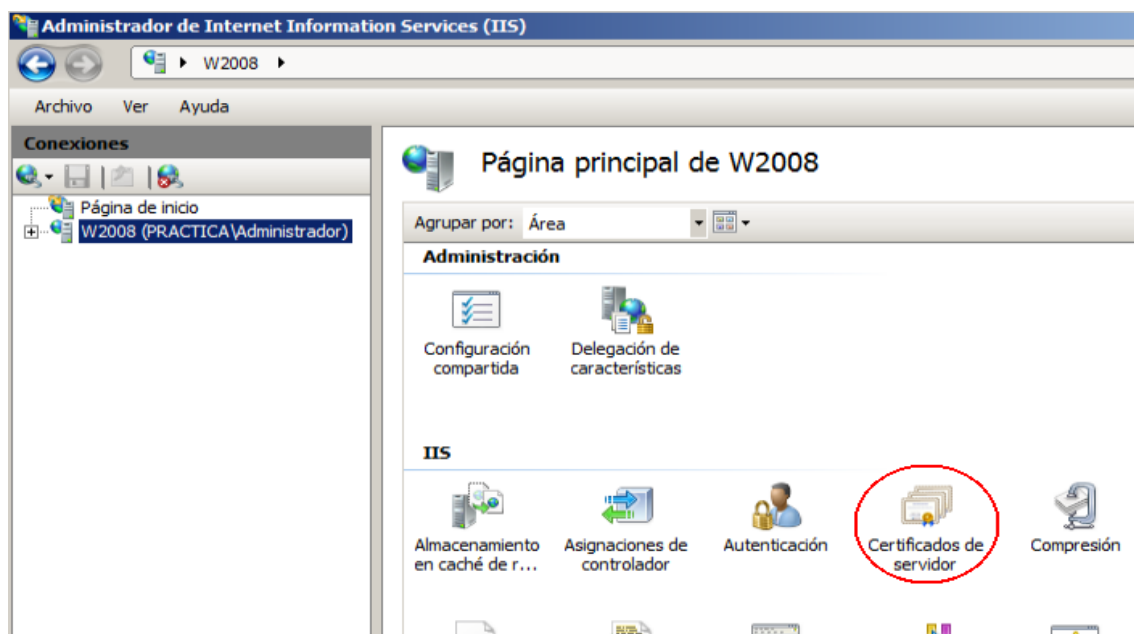 Administrador de Internet Information Services (IIS)
W2008
Archivo Ver Ayuda
Conexiones
Página de inicio
W2008 (PRACTICA\Administrador)
Página principal de W2008
Agrupar por: Área
Administración
Configuración
compartida
Delegación de
características
IIS
Almacenamiento
en caché de r...
Asignaciones de
controlador
Autenticación
Certificados de
servidor
Compresión